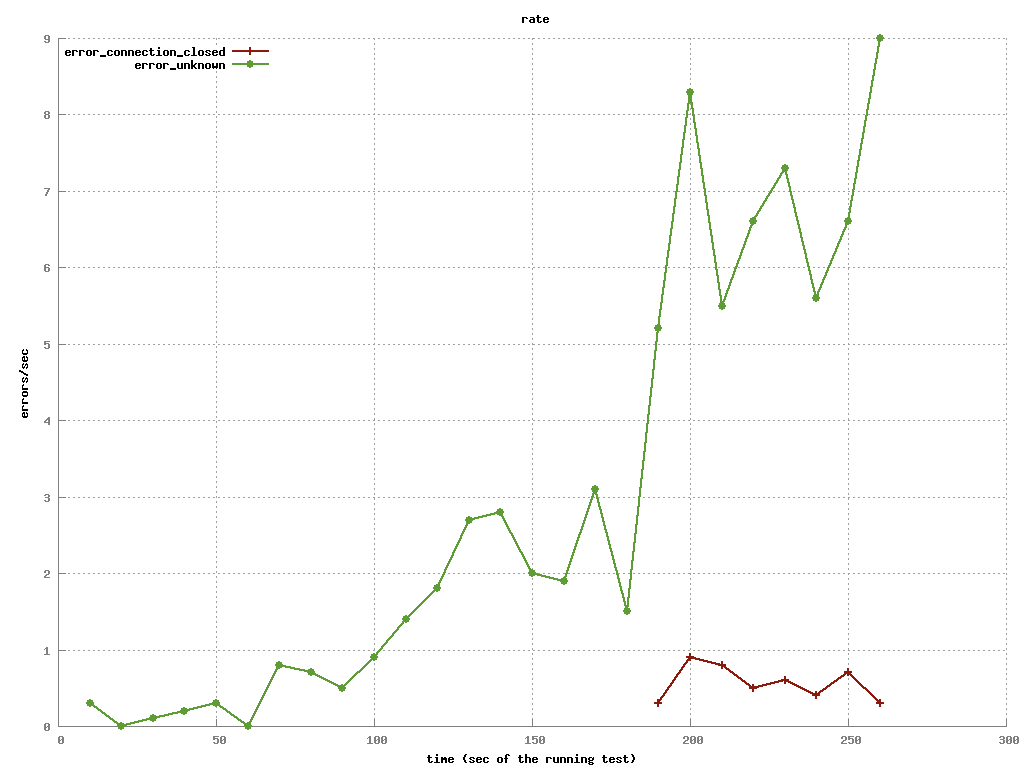 rate
error_connection_closed
error_unknown
9
8
7
6
5
4
3
2
1
0
errors/sec
0 50 100 150 200 250 300
time (sec of the running test)